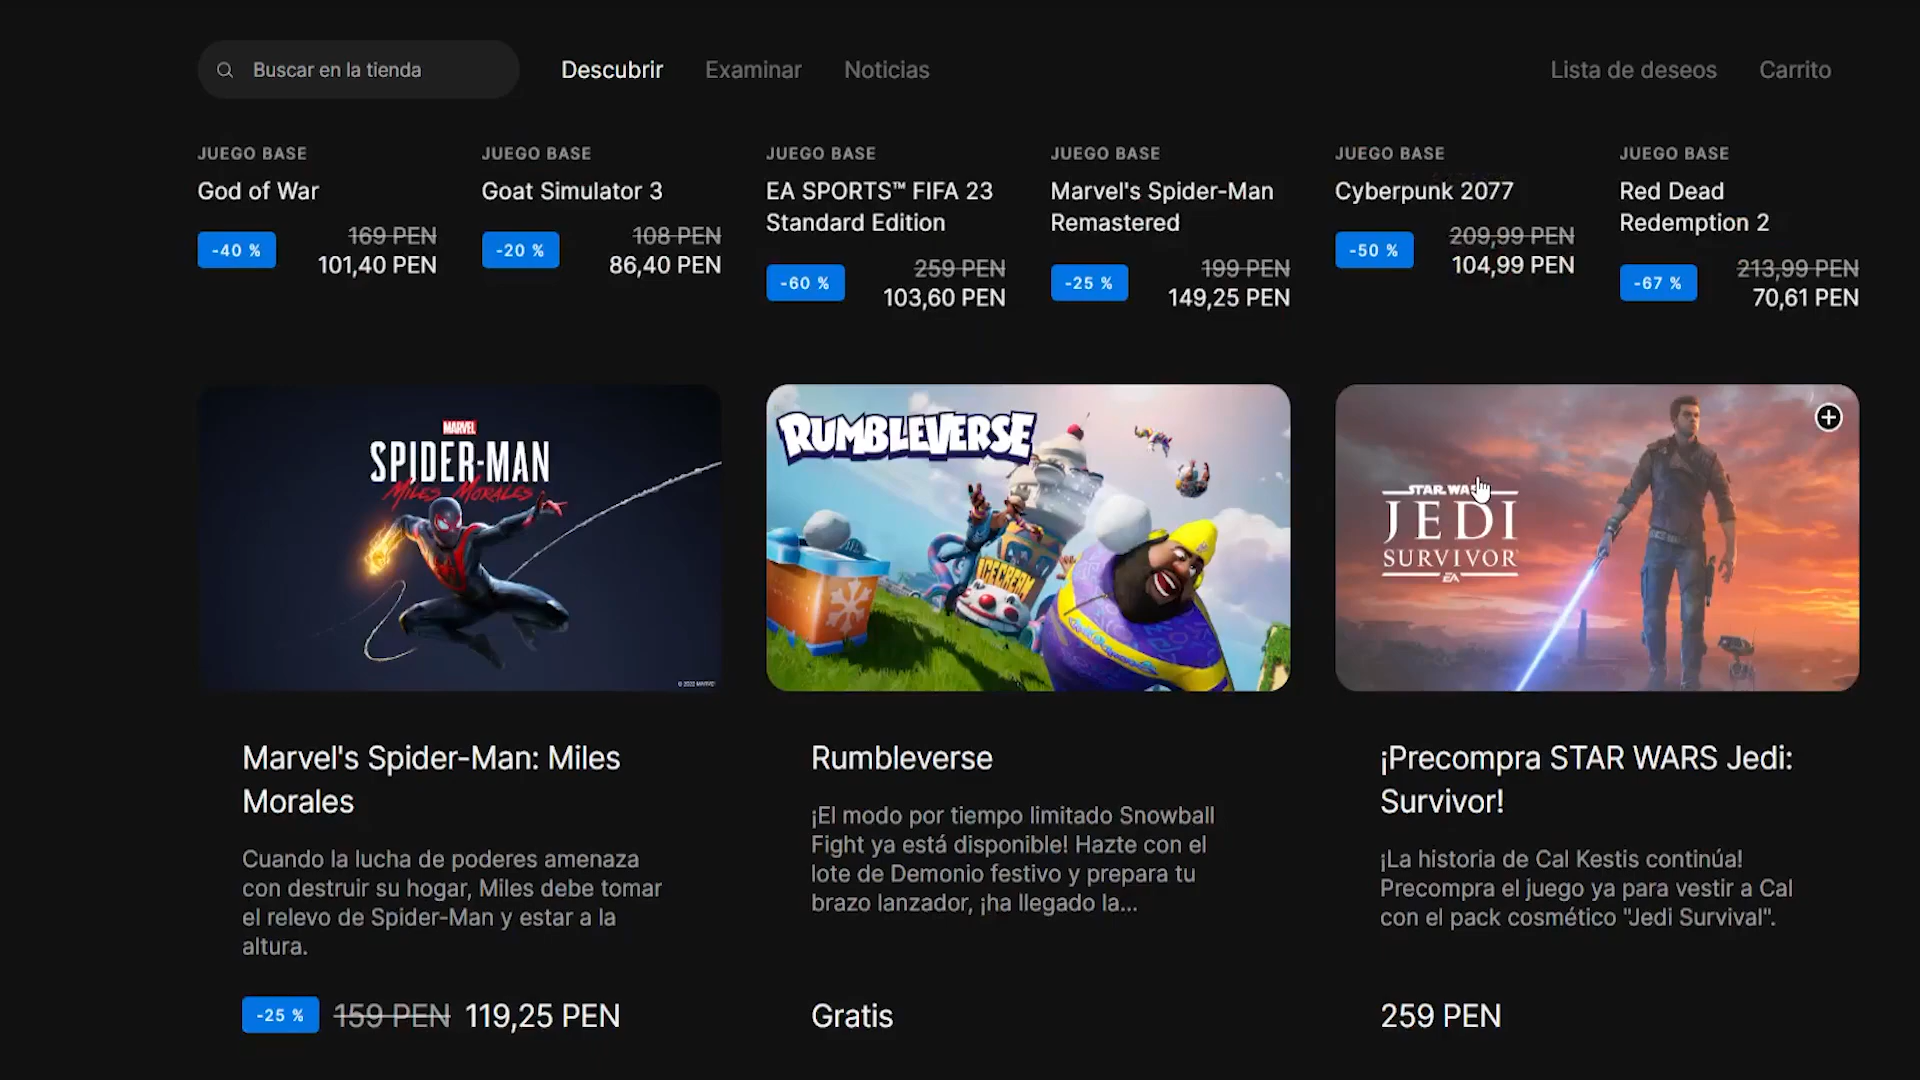 Buscar en la tienda
Descubrir
Examinar
Noticias
Lista de deseos
Carrito
JUEGO BASE
God of War
-40 %
169 PEN
101,40 PEN
JUEGO BASE
Goat Simulator 3
-20 %
108 PEN
86,40 PEN
JUEGO BASE
EA SPORTS™ FIFA 23
Standard Edition
-60 %
259 PEN
103,60 PEN
JUEGO BASE
Marvel's Spider-Man
Remastered
-25 %
199 PEN
149,25 PEN
JUEGO BASE
Cyberpunk 2077
-50 %
209,99 PEN
104,99 PEN
JUEGO BASE
Red Dead
Redemption 2
-67 %
213,99 PEN
70,61 PEN
MARVEL
SPIDER-MAN
MILES MORALES
© 2022 MARVEL
RUMBLEVERSE
ICECREAM
STAR WA
JEDI
SURVIVOR
EA
Marvel's Spider-Man: Miles
Morales
Cuando la lucha de poderes amenaza
con destruir su hogar, Miles debe tomar
el relevo de Spider-Man y estar a la
altura.
-25 %
159 PEN
119,25 PEN
Rumbleverse
¡El modo por tiempo limitado Snowball
Fight ya está disponible! Hazte con el
lote de Demonio festivo y prepara tu
brazo lanzador, ¡ha llegado la...
Gratis
¡Precompra STAR WARS Jedi:
Survivor!
¡La historia de Cal Kestis continúa!
Precompra el juego ya para vestir a Cal
con el pack cosmético "Jedi Survival".
259 PEN